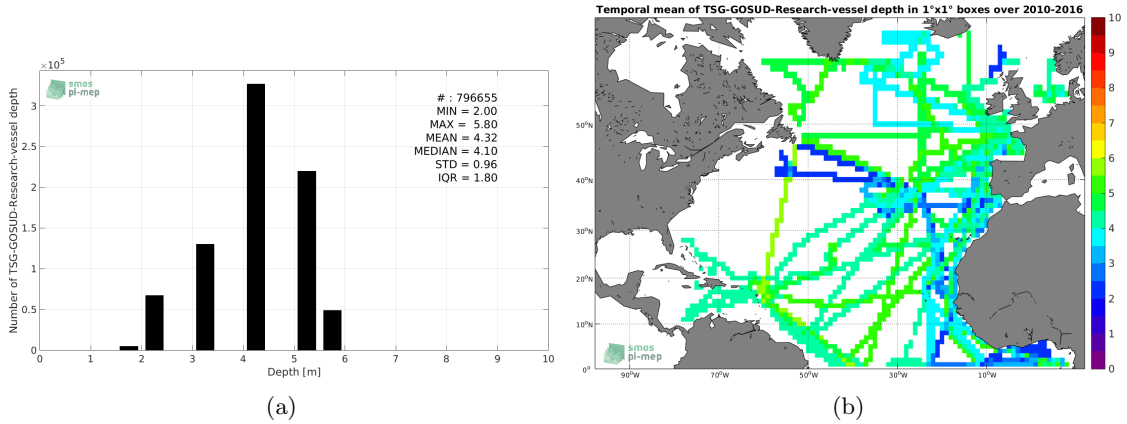 ×10⁵
smos
pi-mep
# : 796655
MIN = 2.00
MAX = 5.80
MEAN = 4.32
MEDIAN = 4.10
STD = 0.96
IQR = 1.80
Number of TSG-GOSUD-Research-vessel depth
3
2.5
2
1.5
1
0.5
0
0 1 2 3 4 5 6 7 8 9 10
Depth [m]
(a)
Temporal mean of TSG-GOSUD-Research-vessel depth in 1°x1° boxes over 2010-2016
50°N
40°N
30°N
20°N
10°N
0°
90°W 70°W 50°W 30°W 10°W
smos
pi-mep
10
9
8
7
6
5
4
3
2
1
0
(b)